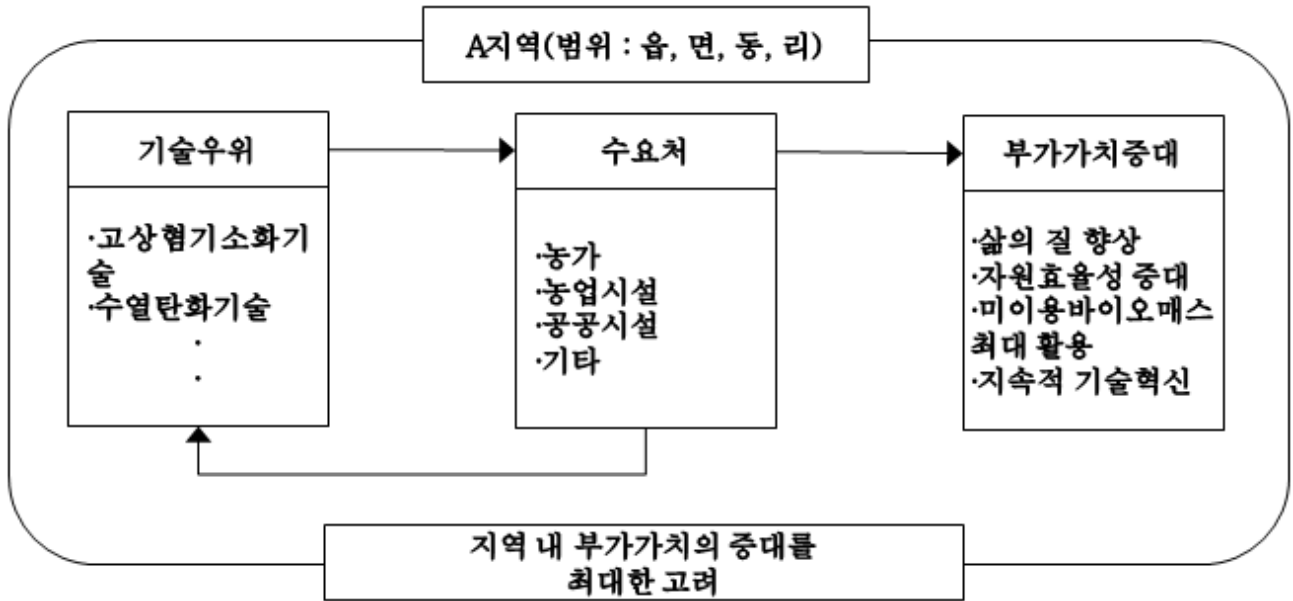 A지역(범위 : 읍, 면, 동, 리)
기술우위
·고상혐기소화기
술
·수열탄화기술
·
·
수요처
·농가
·농업시설
·공공시설
·기타
부가가치증대
·삶의 질 향상
·자원효율성 증대
·미이용바이오매스
최대 활용
·지속적 기술혁신
지역 내 부가가치의 증대를
최대한 고려